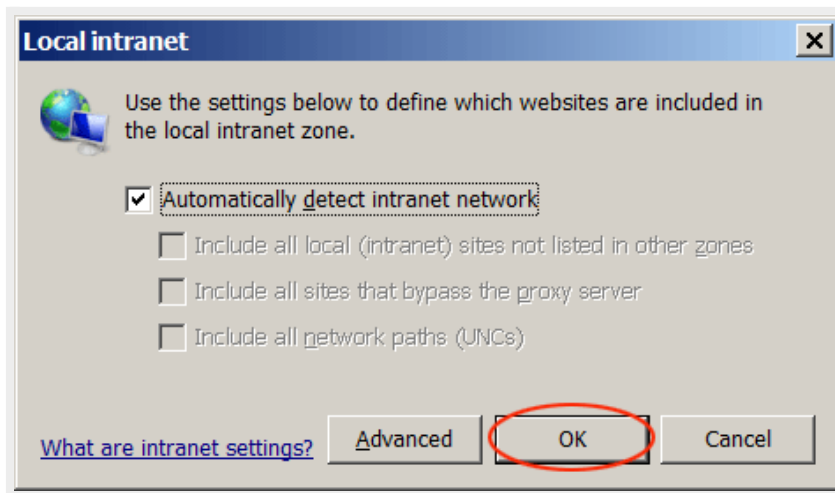 Local intranet
Use the settings below to define which websites are included in
the local intranet zone.
Automatically detect intranet network
Include all local (intranet) sites not listed in other zones
Include all sites that bypass the proxy server
Include all network paths (UNCs)
What are intranet settings?
Advanced
OK
Cancel